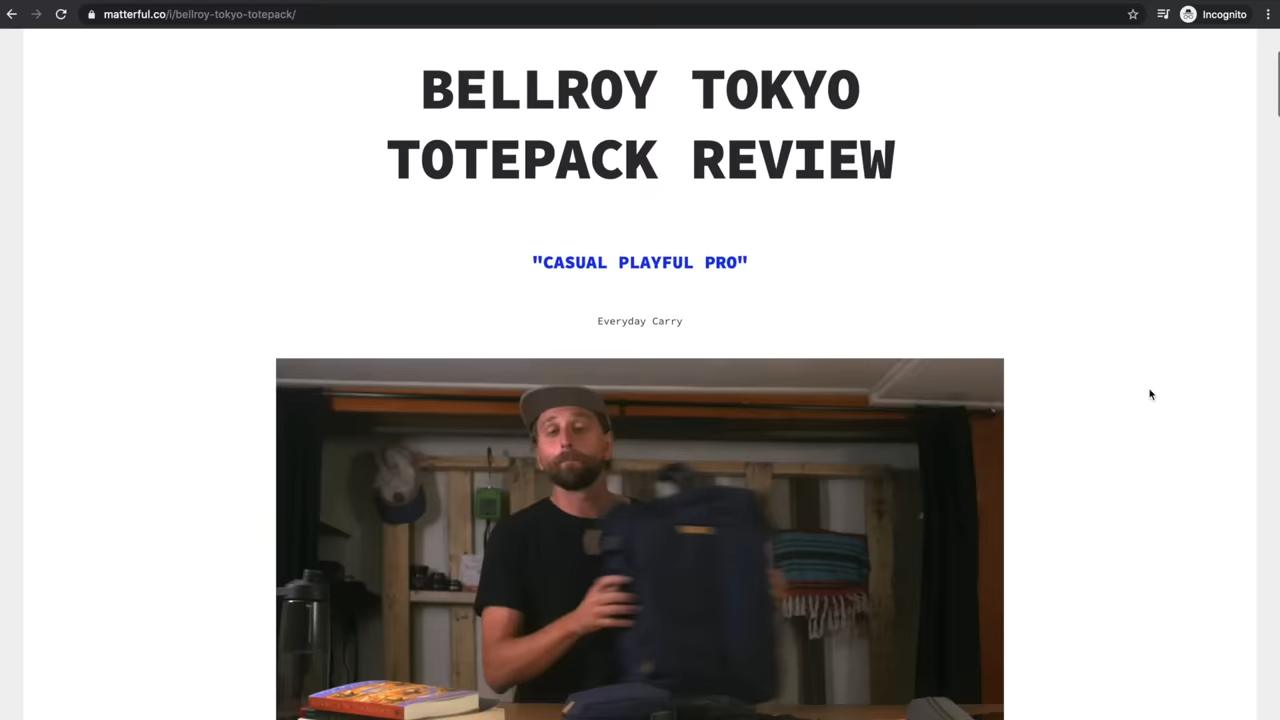 matterful.co/i/bellroy-tokyo-totepack/
Incognito
BELLROY TOKYO
TOTEPACK REVIEW
"CASUAL PLAYFUL PRO"
Everyday Carry